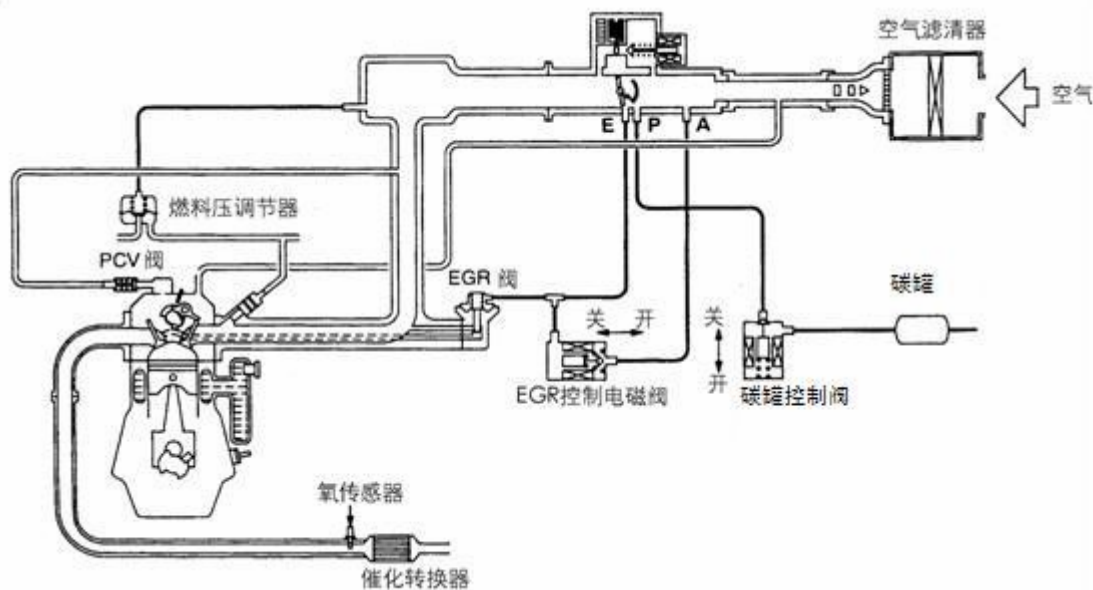 空气滤清器
空气
E P A
燃料压调节器
PCV 阀
EGR 阀
碳罐
关 开
关
开
EGR控制电磁阀
碳罐控制阀
氧传感器
催化转换器